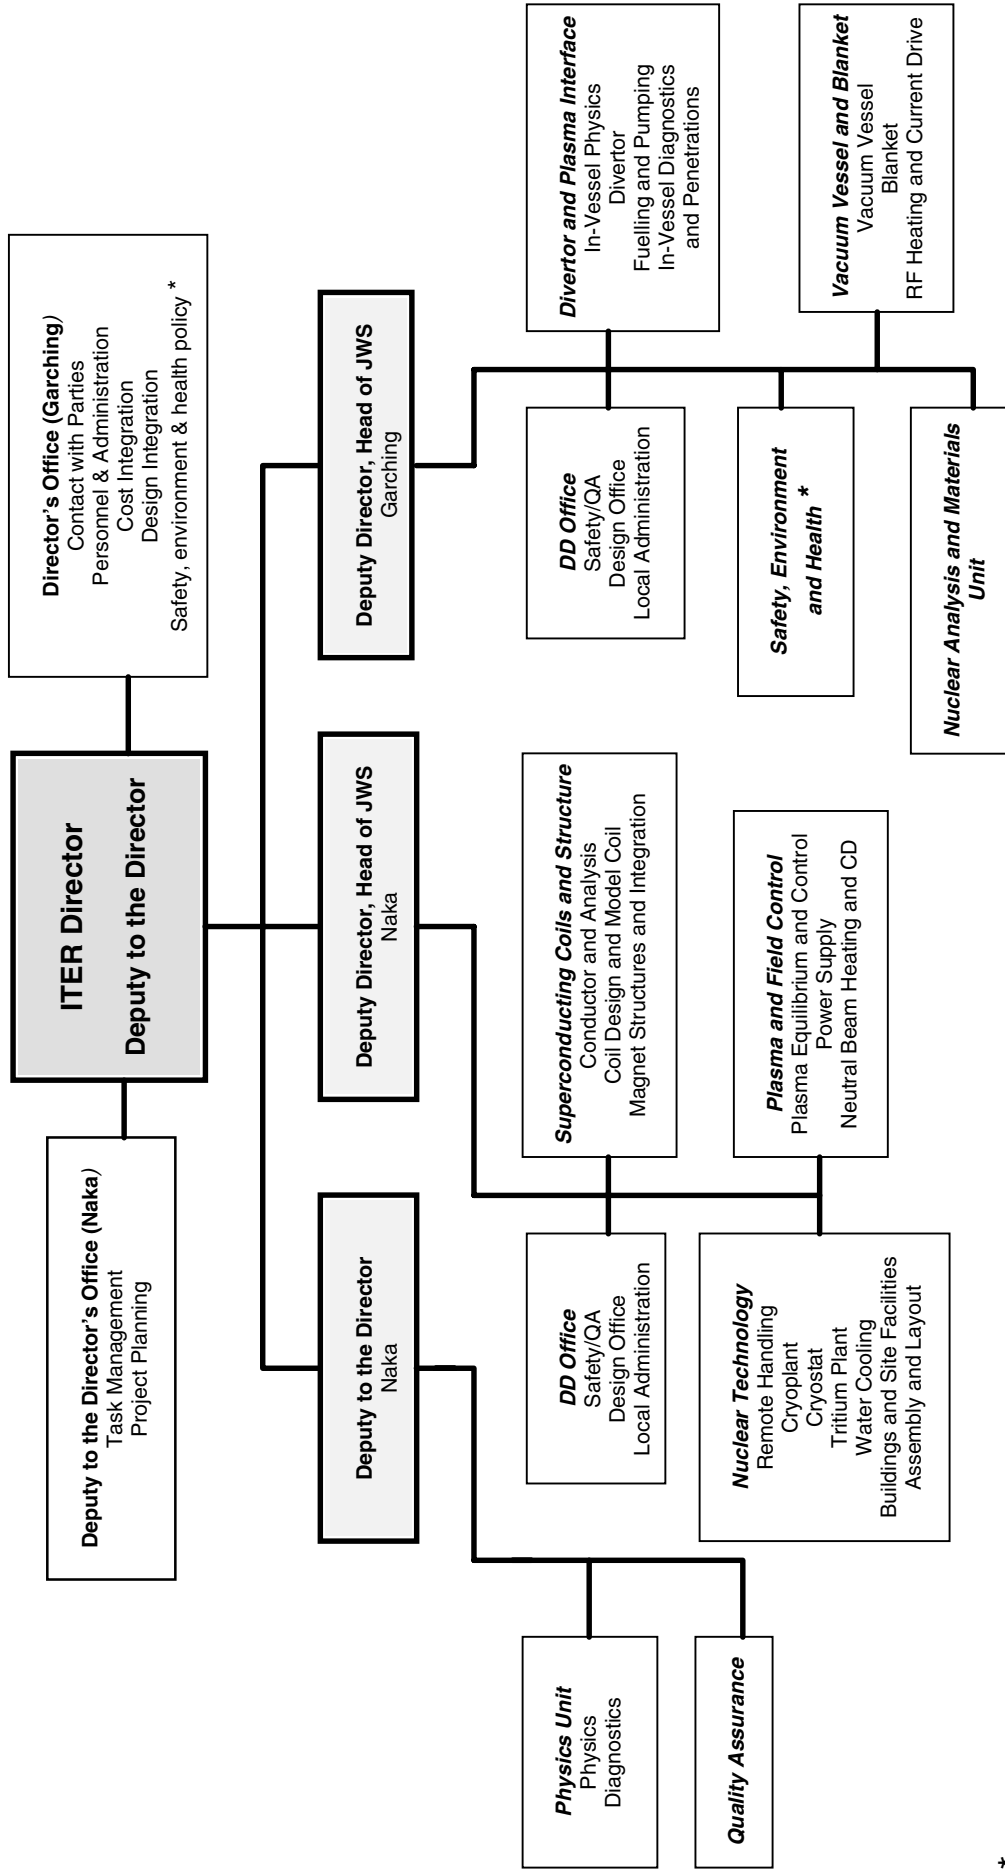 ITER Director
Deputy to the Director
Deputy to the Director's Office (Naka)
Task Management
Project Planning
Director's Office (Garching)
Contact with Parties
Personnel & Administration
Cost Integration
Design Integration
Safety, environment & health policy *
Deputy to the Director
Naka
Deputy Director, Head of JWS
Naka
Deputy Director, Head of JWS
Garching
Physics Unit
Physics
Diagnostics
Quality Assurance
DD Office
Safety/QA
Design Office
Local Administration
Superconducting Coils and Structure
Conductor and Analysis
Coil Design and Model Coil
Magnet Structures and Integration
Nuclear Technology
Remote Handling
Cryoplant
Cryostat
Tritium Plant
Water Cooling
Buildings and Site Facilities
Assembly and Layout
Plasma and Field Control
Plasma Equilibrium and Control
Power Supply
Neutral Beam Heating and CD
DD Office
Safety/QA
Design Office
Local Administration
Divertor and Plasma Interface
In-Vessel Physics
Divertor
Fuelling and Pumping
In-Vessel Diagnostics
and Penetrations
Safety, Environment
and Health *
Vacuum Vessel and Blanket
Vacuum Vessel
Blanket
RF Heating and Current Drive
Nuclear Analysis and Materials
Unit
*